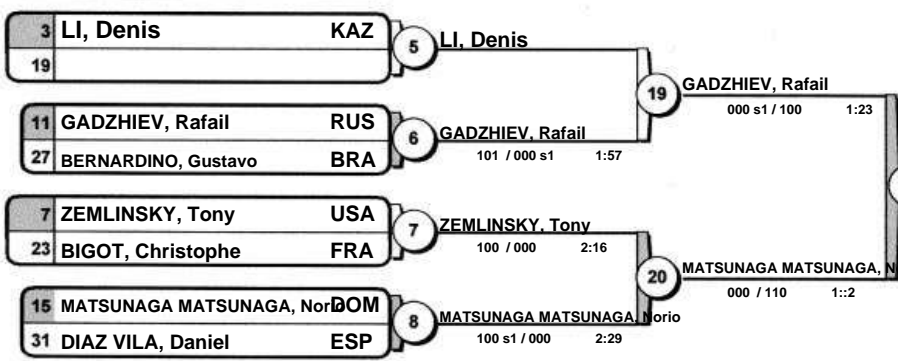 3 LI, Denis KAZ
19
5 LI, Denis
11 GADZHIEV, Rafail RUS
27 BERNARDINO, Gustavo BRA
6 GADZHIEV, Rafail
101 / 000 s1 1:57
19 GADZHIEV, Rafail
000 s1 / 100 1:23
7 ZEMLINSKY, Tony USA
23 BIGOT, Christophe FRA
7 ZEMLINSKY, Tony
100 / 000 2:16
15 MATSUNAGA MATSUNAGA, Norio DOM
31 DIAZ VILA, Daniel ESP
8 MATSUNAGA MATSUNAGA, Norio
100 s1 / 000 2:29
20 MATSUNAGA MATSUNAGA, N
000 / 110 1::2